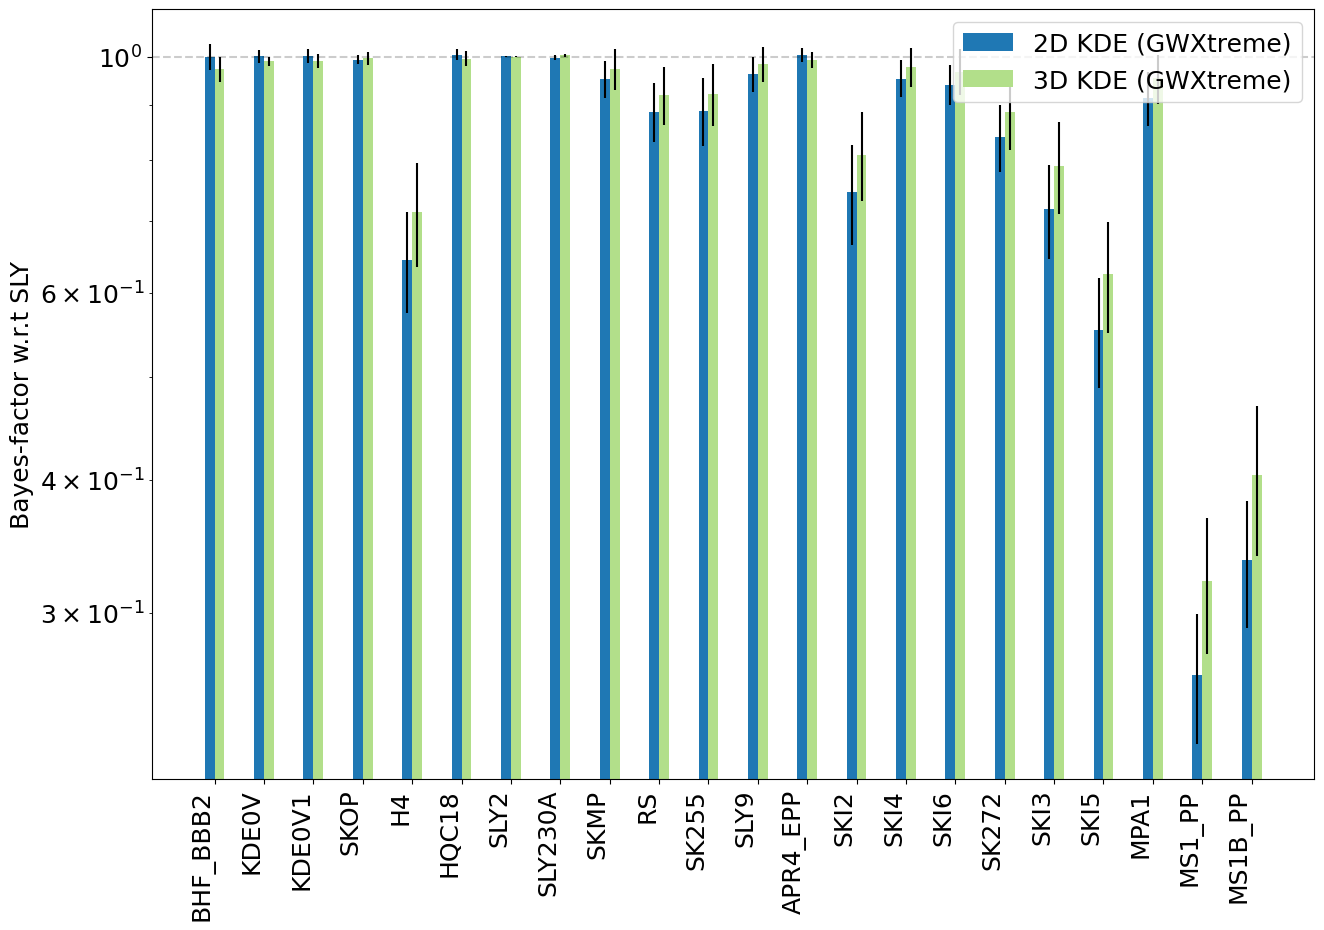 Bayes-factor w.r.t SLY
10⁰
6 × 10⁻¹
4 × 10⁻¹
3 × 10⁻¹
2D KDE (GWXtreme)
3D KDE (GWXtreme)
BHF_BBB2
KDE0V
KDE0V1
SKOP
H4
HQC18
SLY2
SLY230A
SKMP
RS
SK255
SLY9
APR4_EPP
SKI2
SKI4
SKI6
SK272
SKI3
SKI5
MPA1
MS1_PP
MS1B_PP